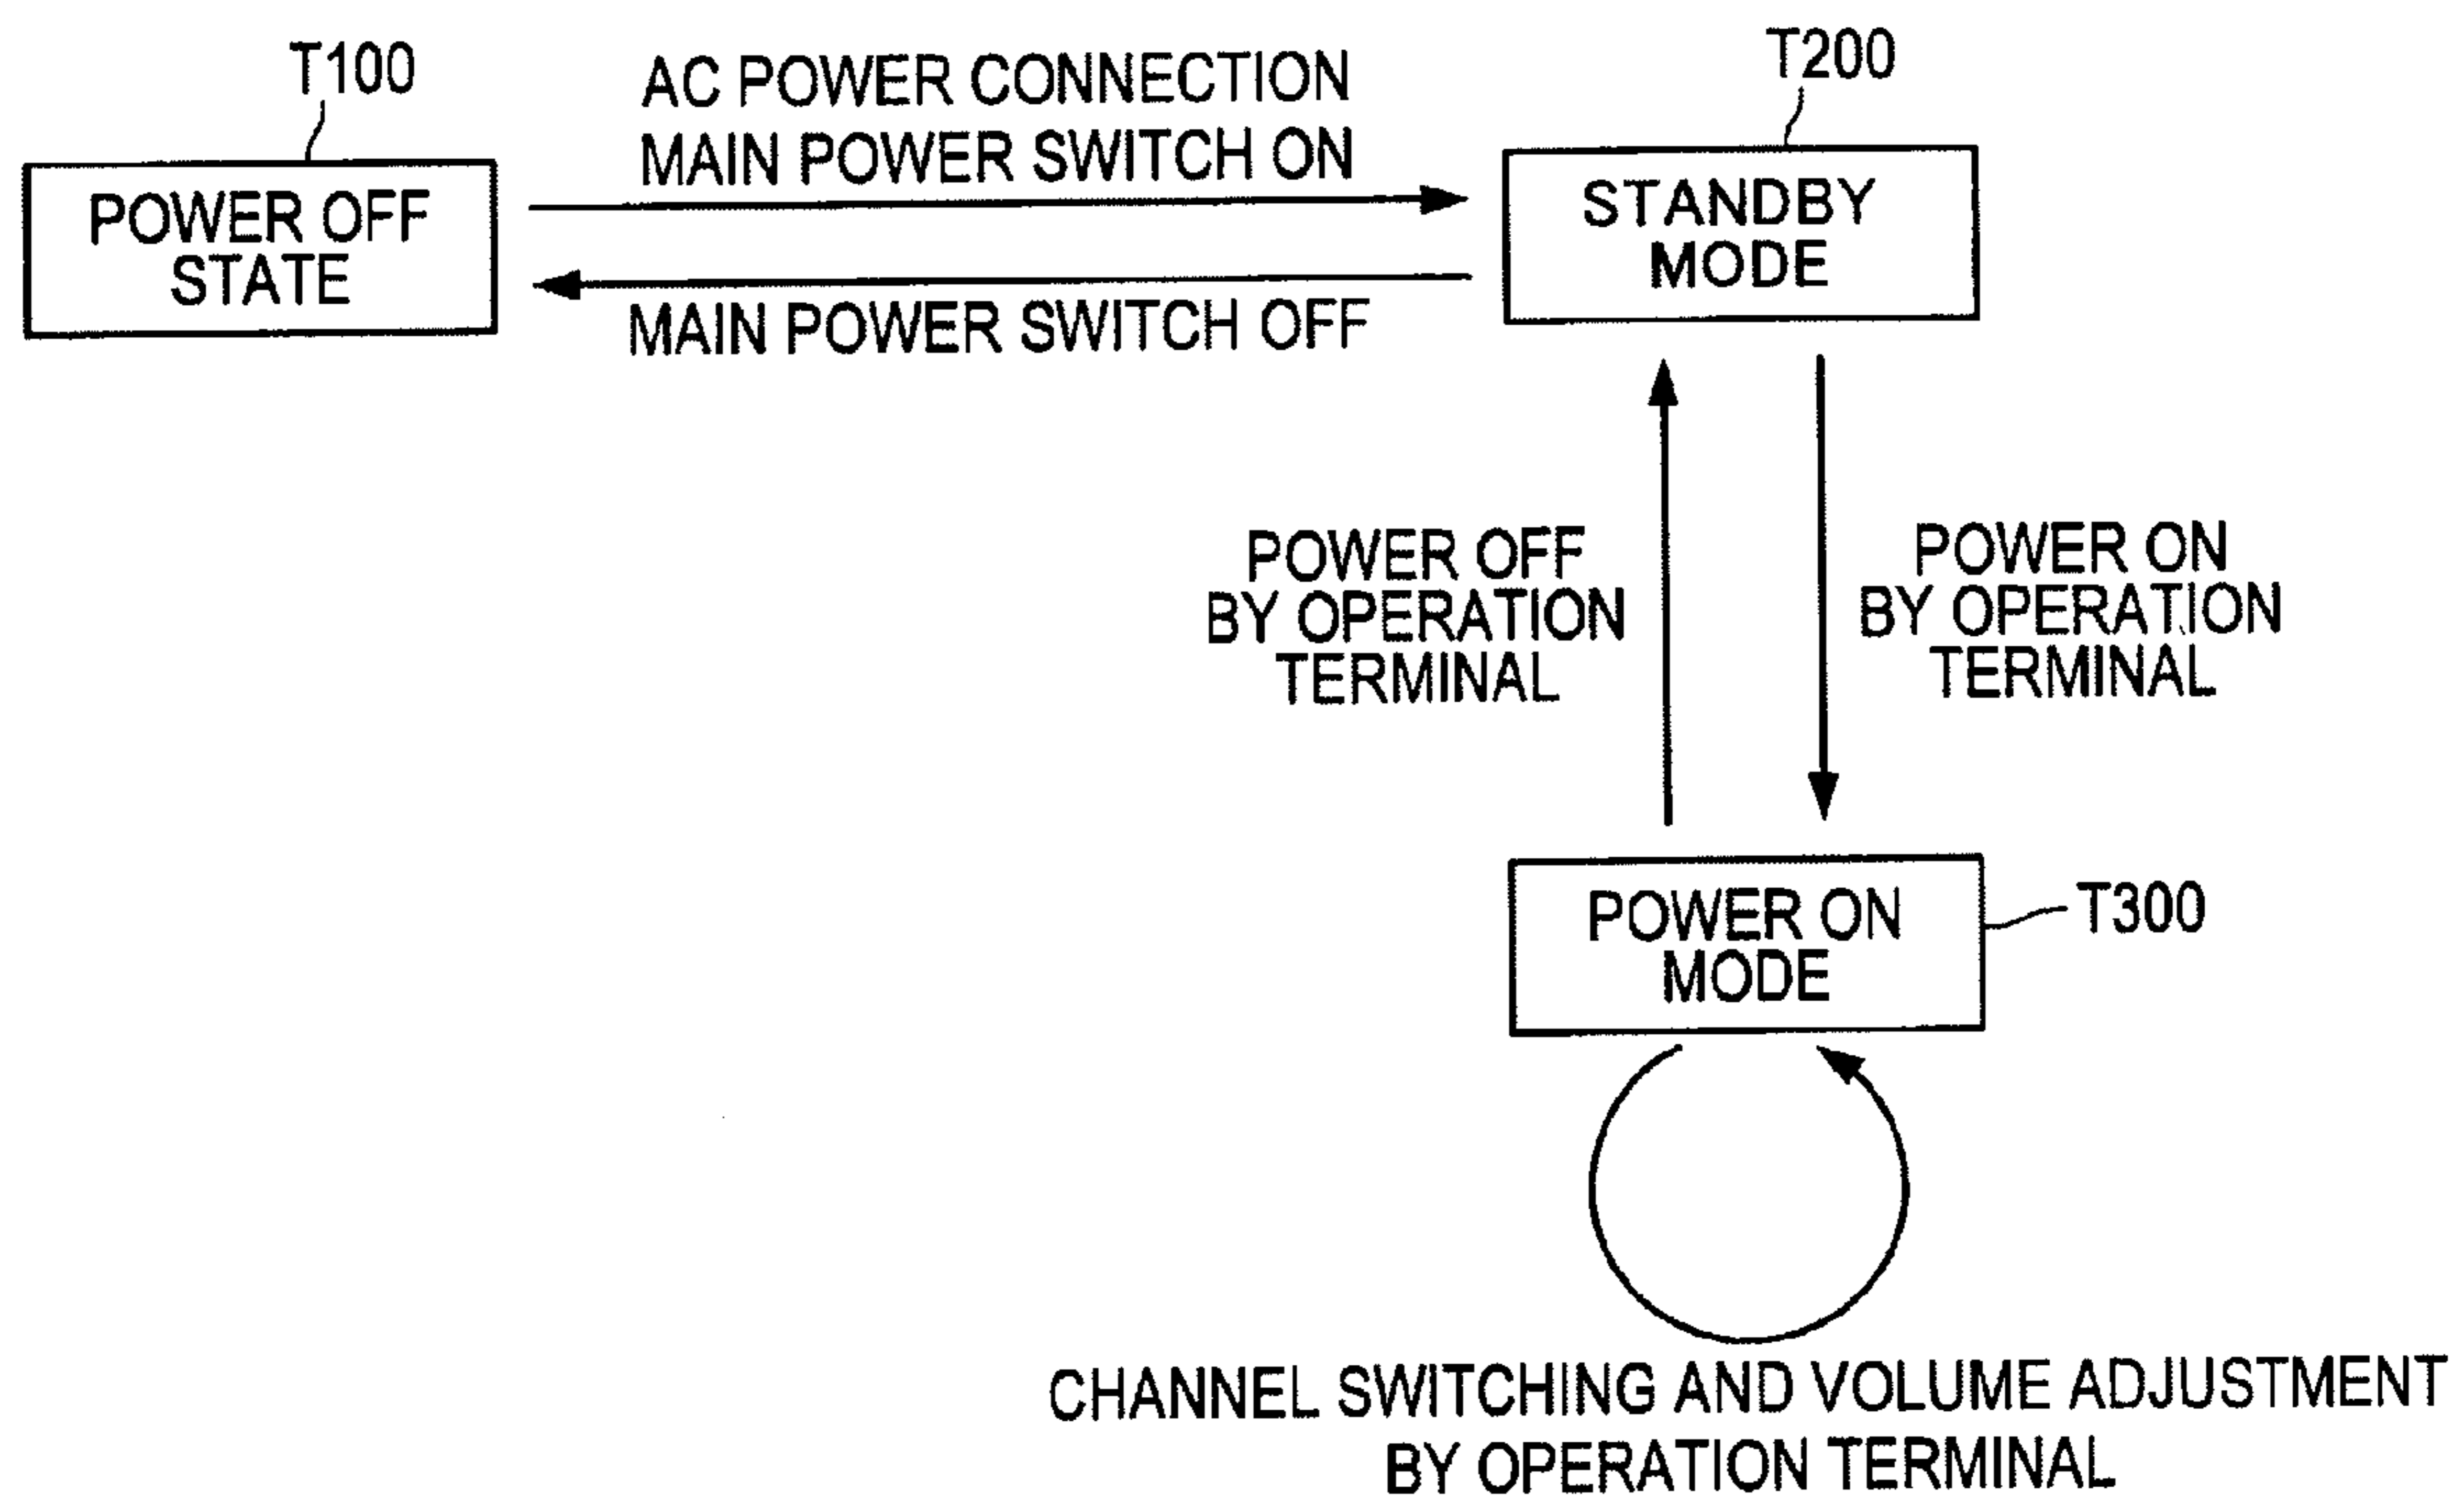 T100
AC POWER CONNECTION
MAIN POWER SWITCH ON
T200
POWER OFF
STATE
STANDBY
MODE
MAIN POWER SWITCH OFF
POWER OFF
BY OPERATION
TERMINAL
POWER ON
BY OPERATION
TERMINAL
POWER ON
MODE
T300
CHANNEL SWITCHING AND VOLUME ADJUSTMENT
BY OPERATION TERMINAL